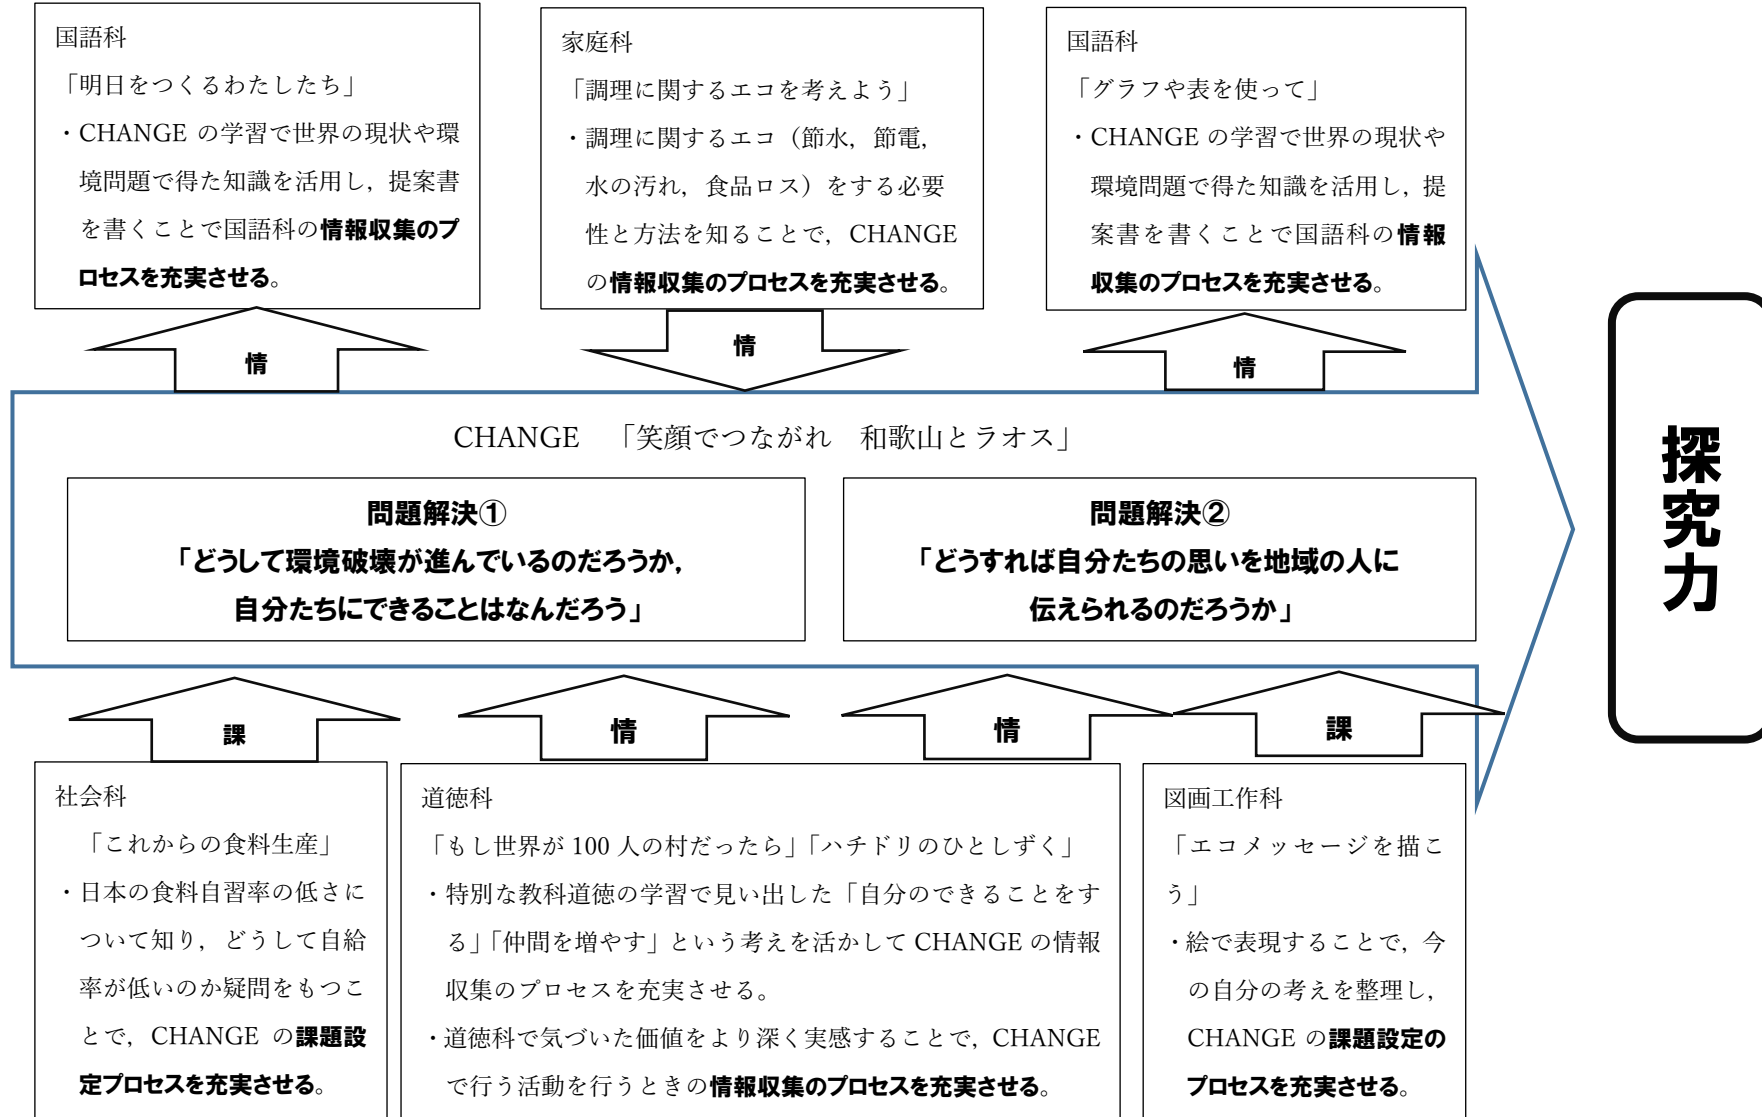 国語科
「明日をつくるわたしたち」
・CHANGE の学習で世界の現状や環
境問題で得た知識を活用し，提案書
を書くことで国語科の情報収集のプ
ロセスを充実させる。
家庭科
「調理に関するエコを考えよう」
・調理に関するエコ（節水，節電，
水の汚れ，食品ロス）をする必要
性と方法を知ることで，CHANGE
の情報収集のプロセスを充実させる。
国語科
「グラフや表を使って」
・CHANGE の学習で世界の現状や
環境問題で得た知識を活用し，提
案書を書くことで国語科の情報
収集のプロセスを充実させる。
情
情
情
CHANGE 「笑顔でつながれ 和歌山とラオス」
問題解決①
「どうして環境破壊が進んでいるのだろうか，
自分たちにできることはなんだろう」
問題解決②
「どうすれば自分たちの思いを地域の人に
伝えられるのだろうか」
探究力
課
情
情
課
社会科
「これからの食料生産」
・日本の食料自習率の低さに
ついて知り，どうして自給
率が低いのか疑問をもつこ
とで，CHANGE の課題設
定プロセスを充実させる。
道徳科
「もし世界が 100 人の村だったら」「ハチドリのひとしずく」
・特別な教科道徳の学習で見い出した「自分のできることをす
る」「仲間を増やす」という考えを活かして CHANGE の情報
収集のプロセスを充実させる。
・道徳科で気づいた価値をより深く実感することで，CHANGE
で行う活動を行うときの情報収集のプロセスを充実させる。
図画工作科
「エコメッセージを描こ
う」
・絵で表現することで，今
の自分の考えを整理し，
CHANGE の課題設定の
プロセスを充実させる。